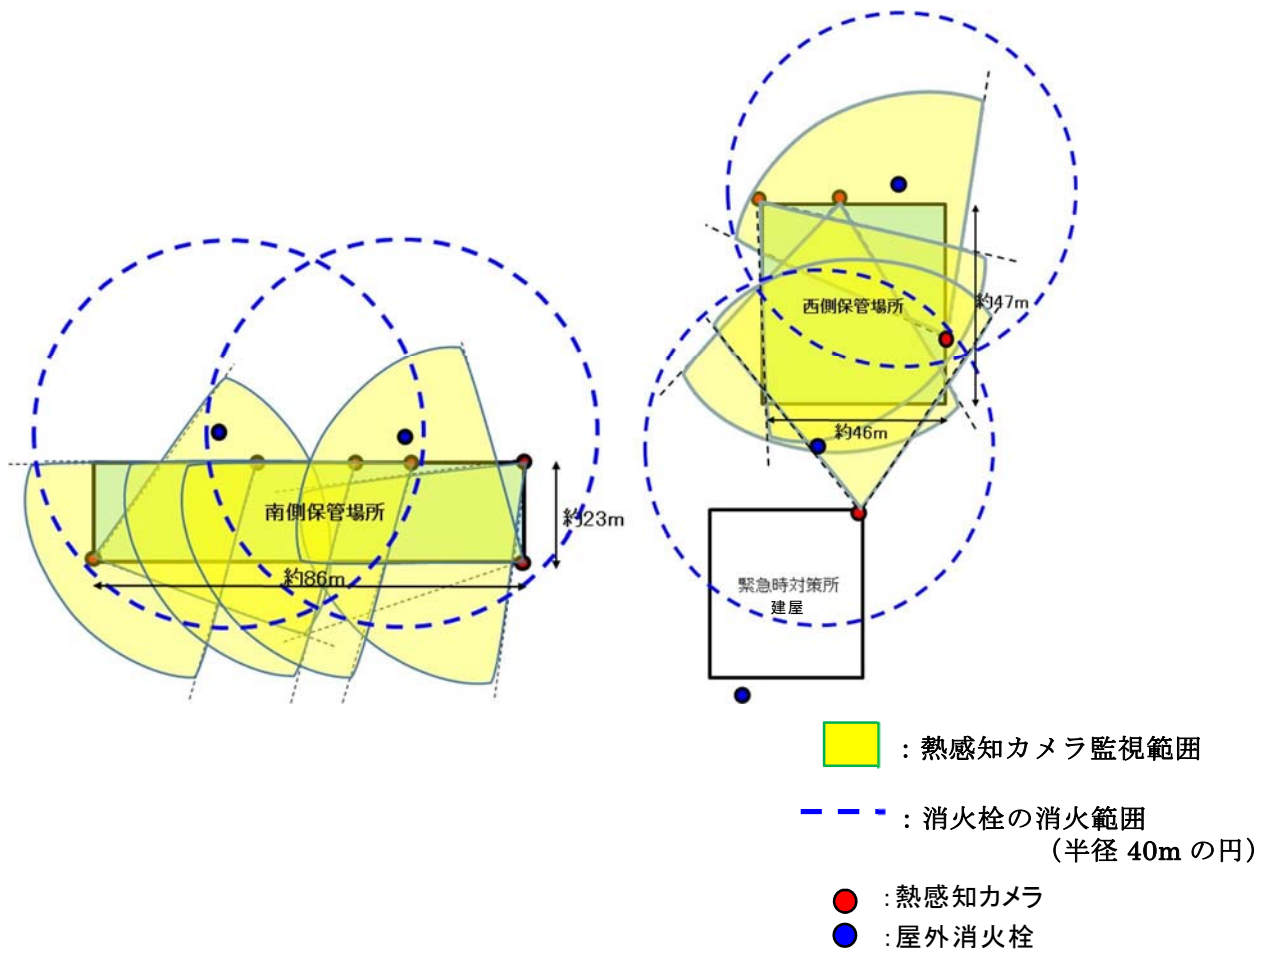 西側保管場所
約47m
約46m
南側保管場所
約23m
約86m
緊急時対策所
建屋
：熱感知カメラ監視範囲
：消火栓の消火範囲
（半径 40m の円）
：熱感知カメラ
：屋外消火栓